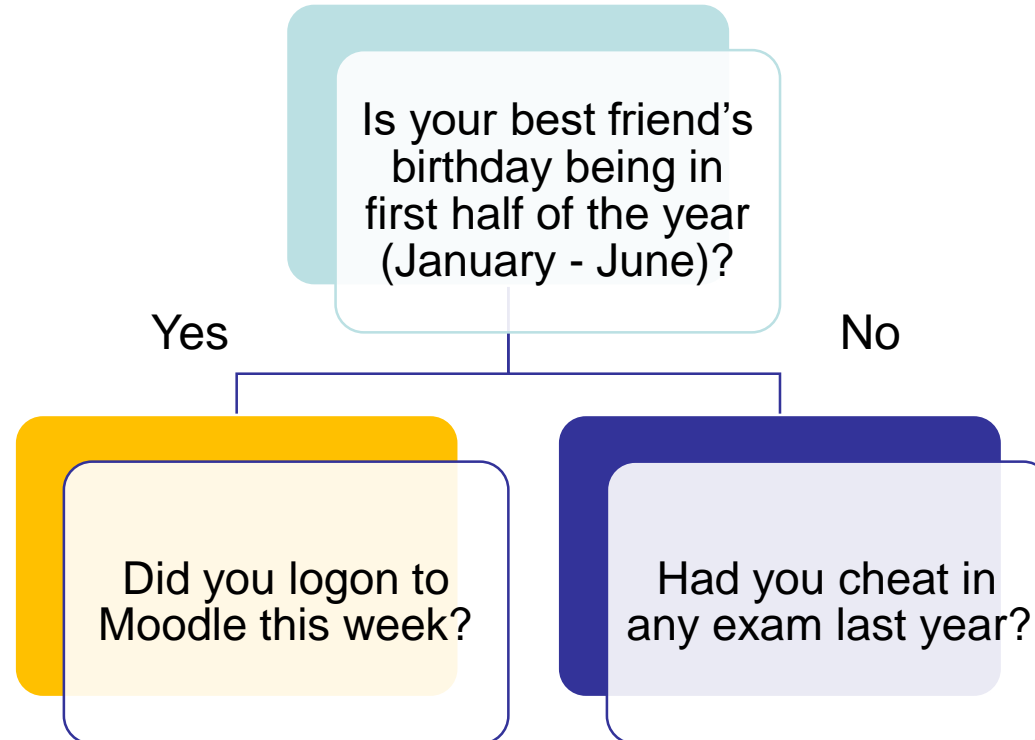 Is your best friend’s
birthday being in
first half of the year
(January - June)?
Yes
No
Did you logon to
Moodle this week?
Had you cheat in
any exam last year?